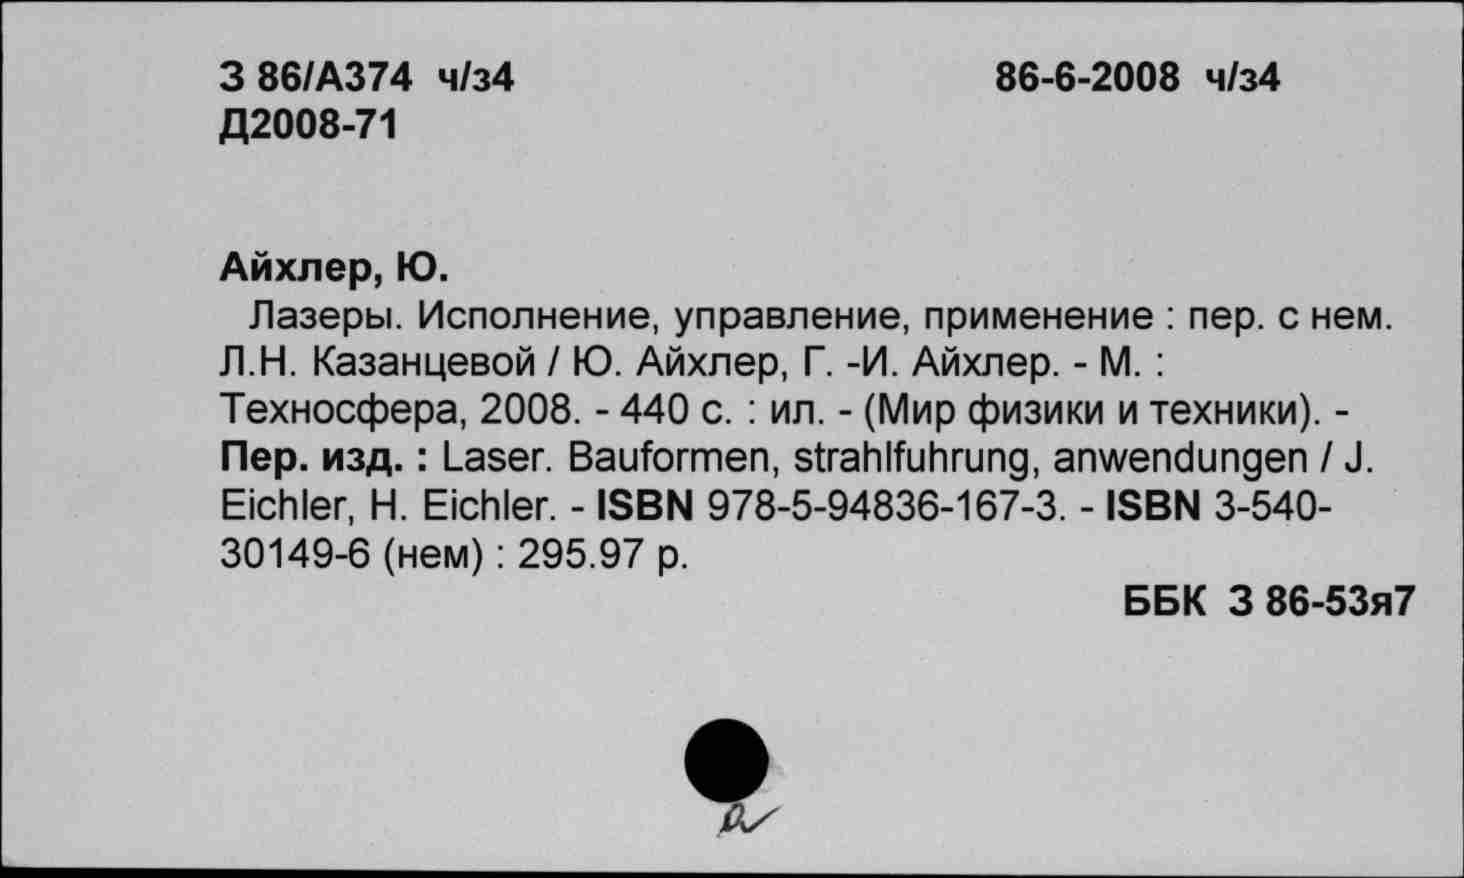 З 86/А374 ч/з4 86-6-2008 ч/з4
Д2008-71
Айхлер, Ю.
Лазеры. Исполнение, управление, применение : пер. с нем.
Л.Н. Казанцевой / Ю. Айхлер, Г. -И. Айхлер. - М. :
Техносфера, 2008. - 440 с. : ил. - (Мир физики и техники). -
Пер. изд. : Laser. Bauformen, strahlfuhrung, anwendungen / J.
Eichler, H. Eichler. - ISBN 978-5-94836-167-3. - ISBN 3-540-
30149-6 (нем) : 295.97 р.
ББК З 86-53я7